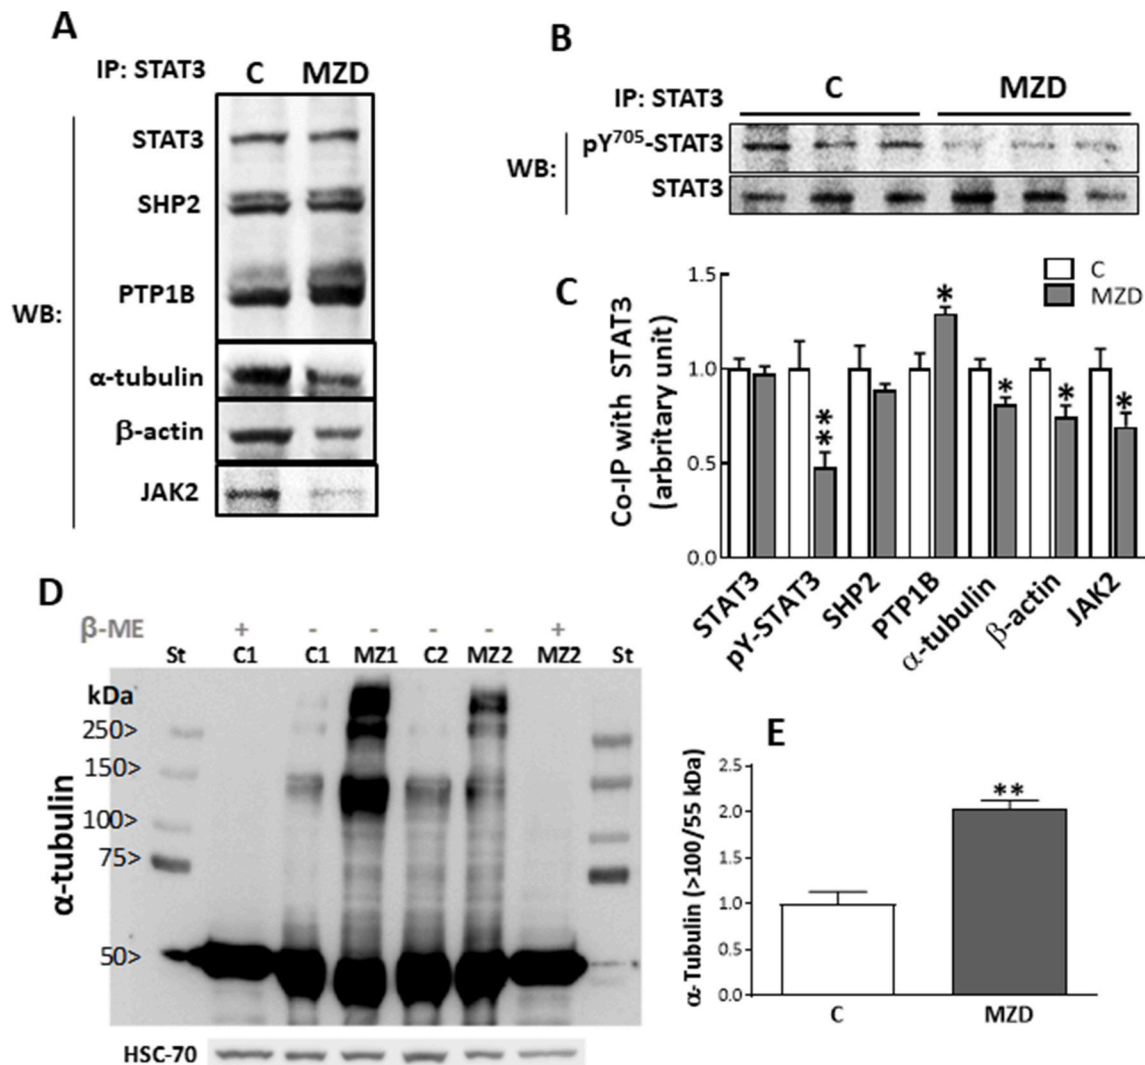 A
IP: STAT3 C MZD
WB:
STAT3
SHP2
PTP1B
α-tubulin
β-actin
JAK2
B
IP: STAT3 C MZD
WB:
pY705-STAT3
STAT3
C
Co-IP with STAT3
(arbritary unit)
1.5
1.0
0.5
0.0
C
MZD
**
*
*
*
*
STAT3
pY-STAT3
SHP2
PTP1B
α-tubulin
β-actin
JAK2
D
β-ME + - - - - +
St C1 C1 MZ1 C2 MZ2 MZ2 St
kDa
250>
150>
100>
75>
50>
α-tubulin
HSC-70
E
α-Tubulin (>100/55 kDa)
2.5
2.0
1.5
1.0
0.5
0.0
**
C MZD